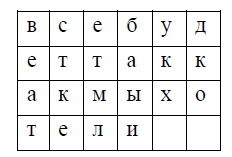 в с е б у д
е т т а к к
а к м ы х о
т е л и